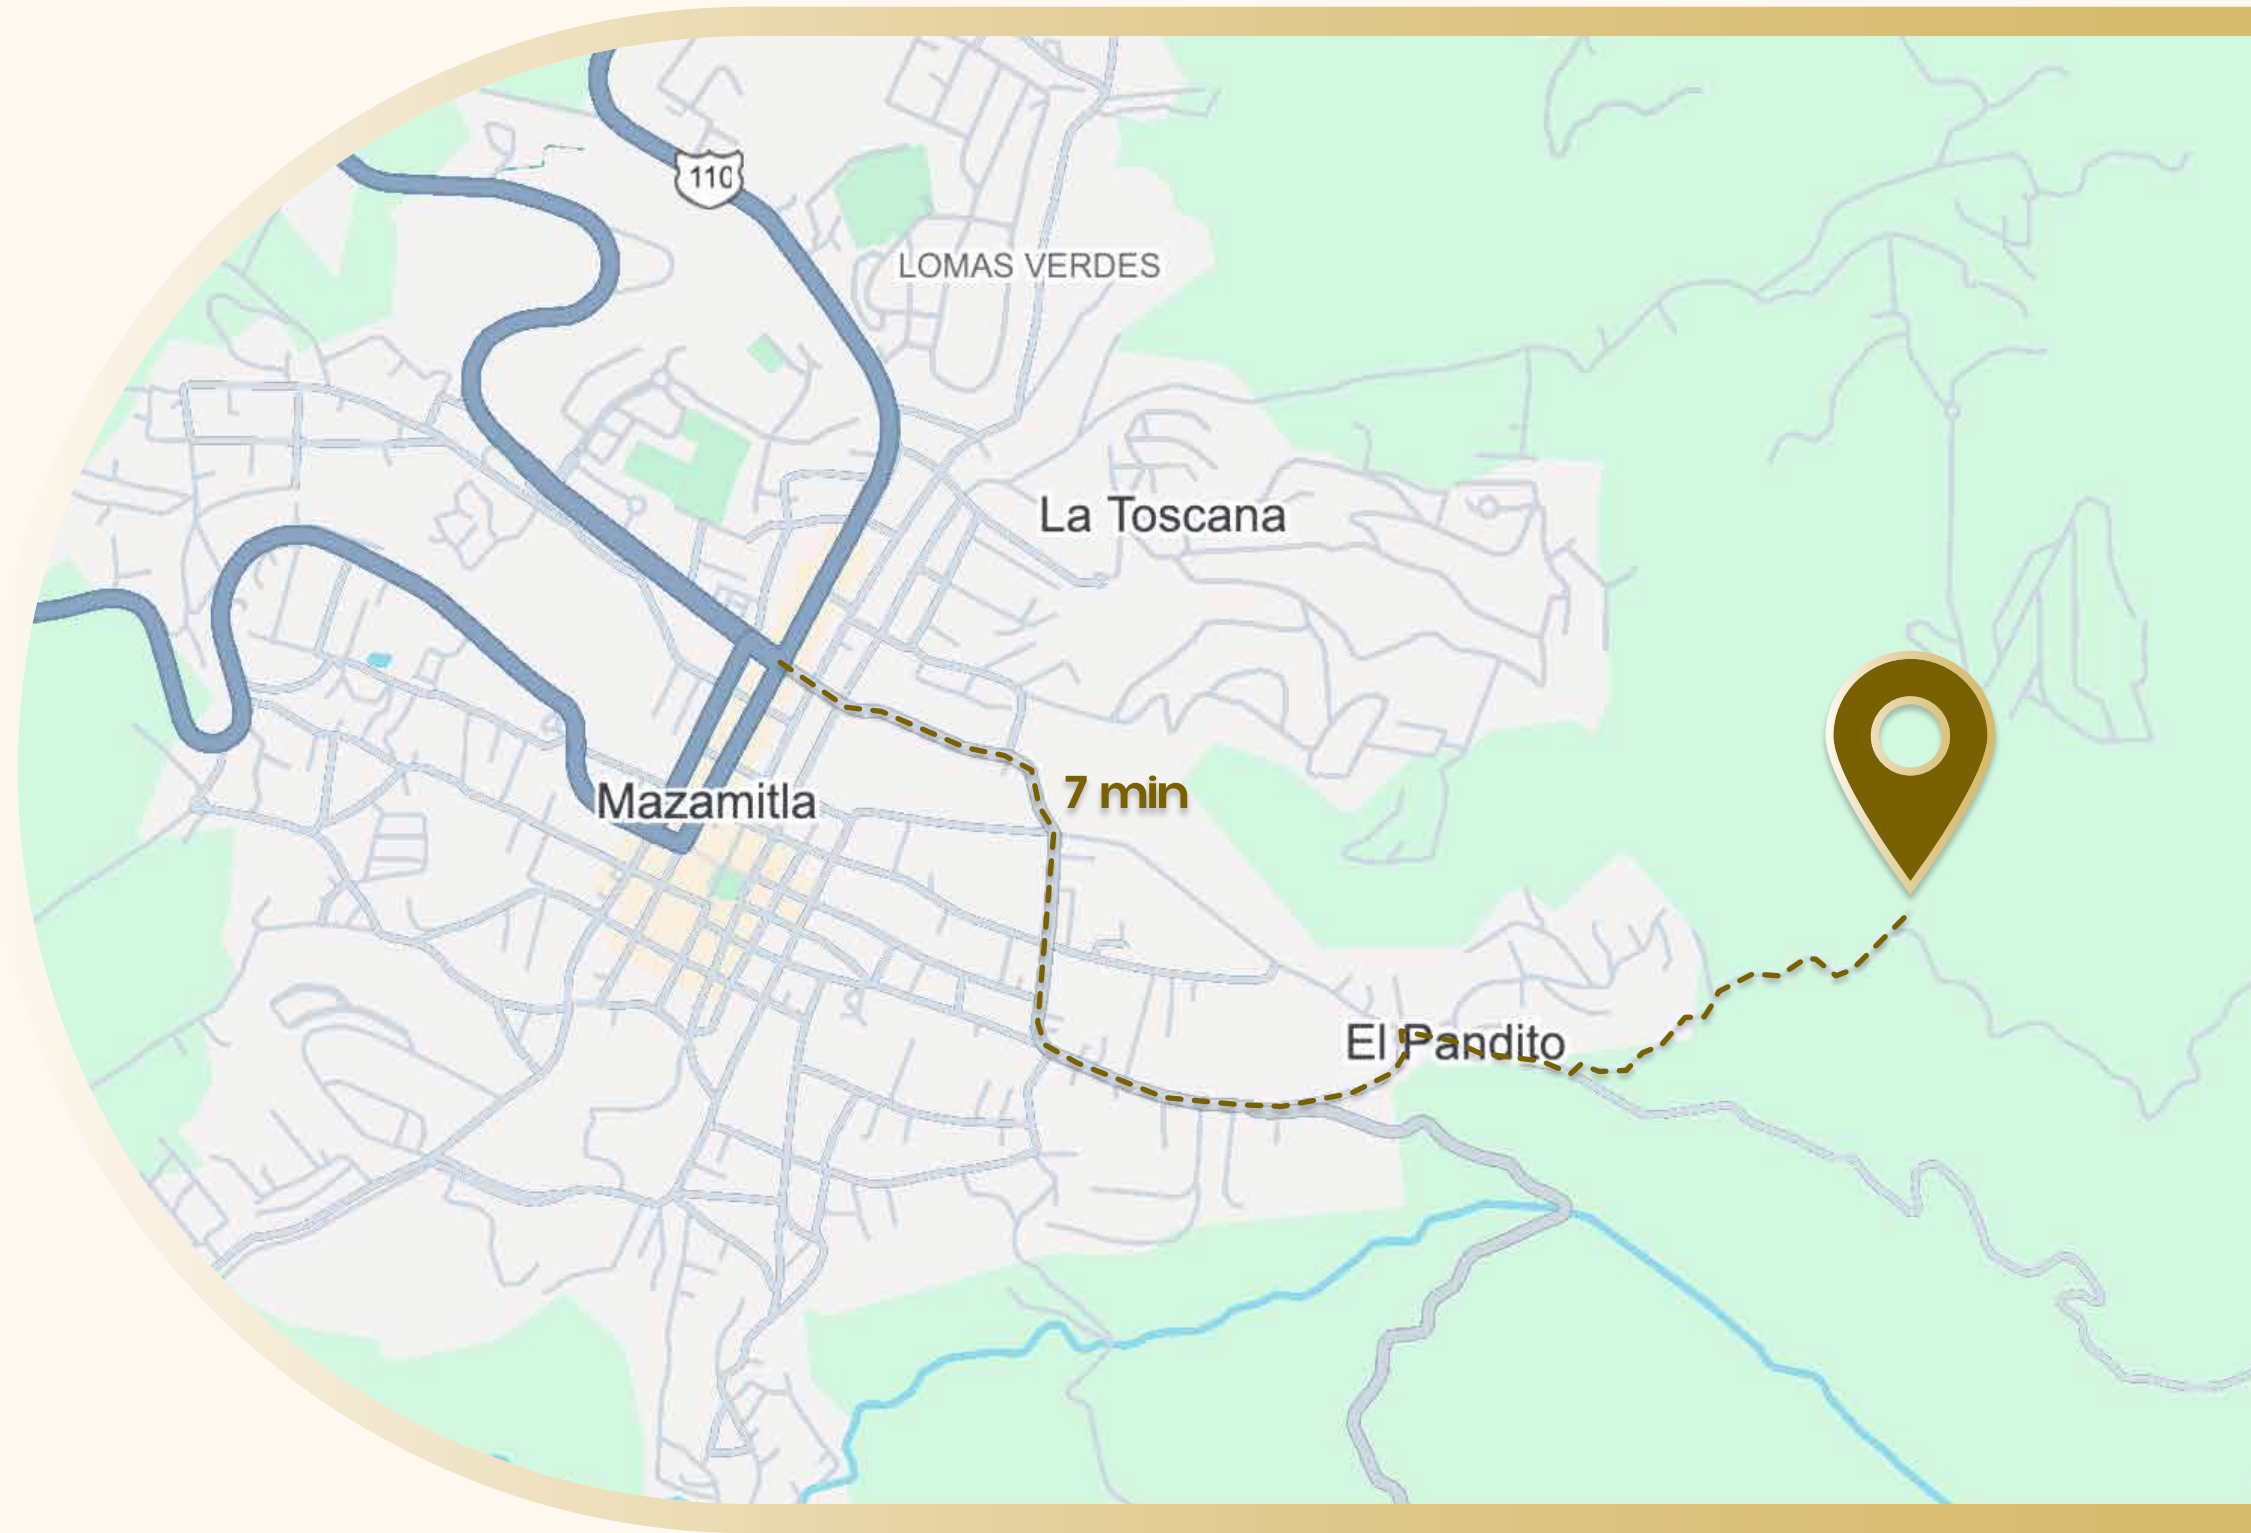 110
LOMAS VERDES
La Toscana
7 min
Mazamitla
El Pandito